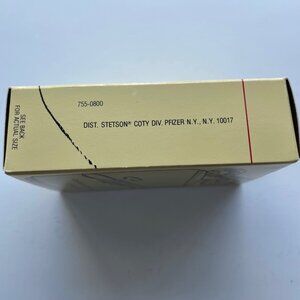 755-0800
DIST. STETSON® COTY DIV. PFIZER N.Y., N.Y. 10017
SEE BACK
FOR ACTUAL SIZE